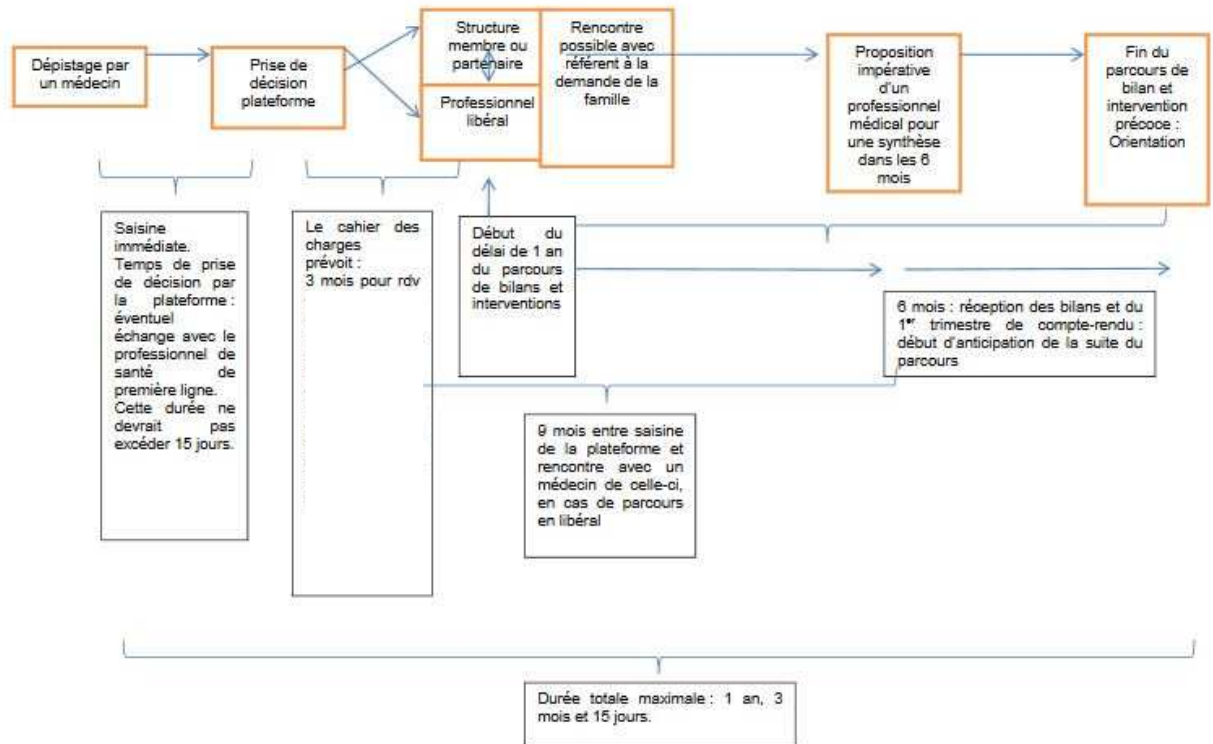 Dépistage par
un médecin
Prise de
décision
plateforme
Structure
membre ou
partenaire
Professionnel
libéral
Rencontre
possible avec
référent à la
demande de la
famille
Proposition
impérative
d'un
professionnel
médical pour
une synthèse
dans les 6
mois
Fin du
parcours de
bilan et
intervention
précoce :
Orientation
Saisine
immédiate.
Temps de prise
de décision par
la plateforme :
éventuel
échange avec le
professionnel de
santé de
première ligne.
Cette durée ne
devrait pas
excéder 15 jours.
Le cahier des
charges
prévoit :
3 mois pour rdv
Début du
délai de 1 an
du parcours
de bilans et
interventions
6 mois : réception des bilans et du
1er trimestre de compte-rendu :
début d'anticipation de la suite du
parcours
9 mois entre saisine
de la plateforme et
rencontre avec un
médecin de celle-ci,
en cas de parcours
en libéral
Durée totale maximale : 1 an, 3
mois et 15 jours.